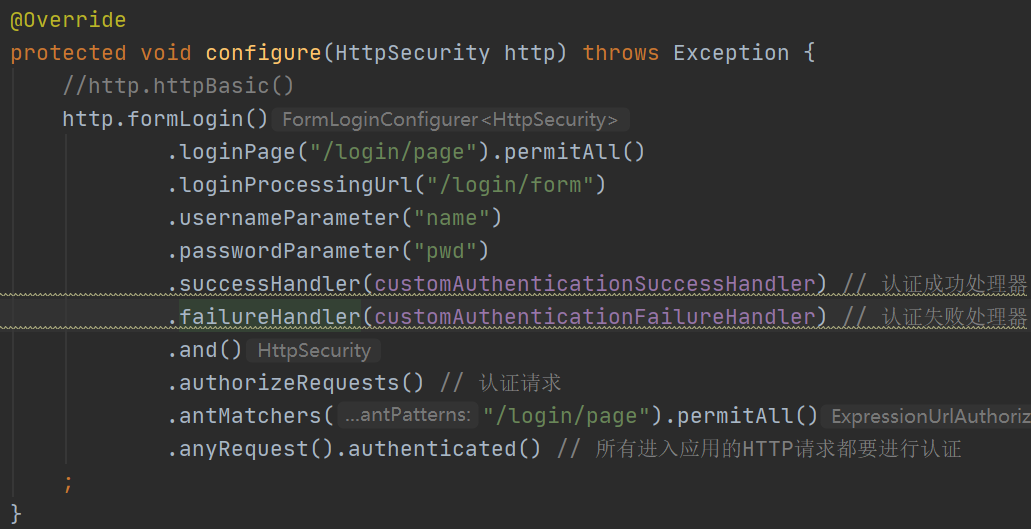 @Override
protected void configure(HttpSecurity http) throws Exception {
//http.httpBasic()
http.formLogin() FormLoginConfigurer<HttpSecurity>
.loginPage("/login/page").permitAll()
.loginProcessingUrl("/login/form")
.usernameParameter("name")
.passwordParameter("pwd")
.successHandler(customAuthenticationSuccessHandler) // 认证成功处理器
.failureHandler(customAuthenticationFailureHandler) // 认证失败处理器
.and() HttpSecurity
.authorizeRequests() // 认证请求
.antMatchers( ...antPatterns: "/login/page").permitAll() ExpressionUrlAuthoriz
.anyRequest().authenticated() // 所有进入应用的HTTP请求都要进行认证
;
}